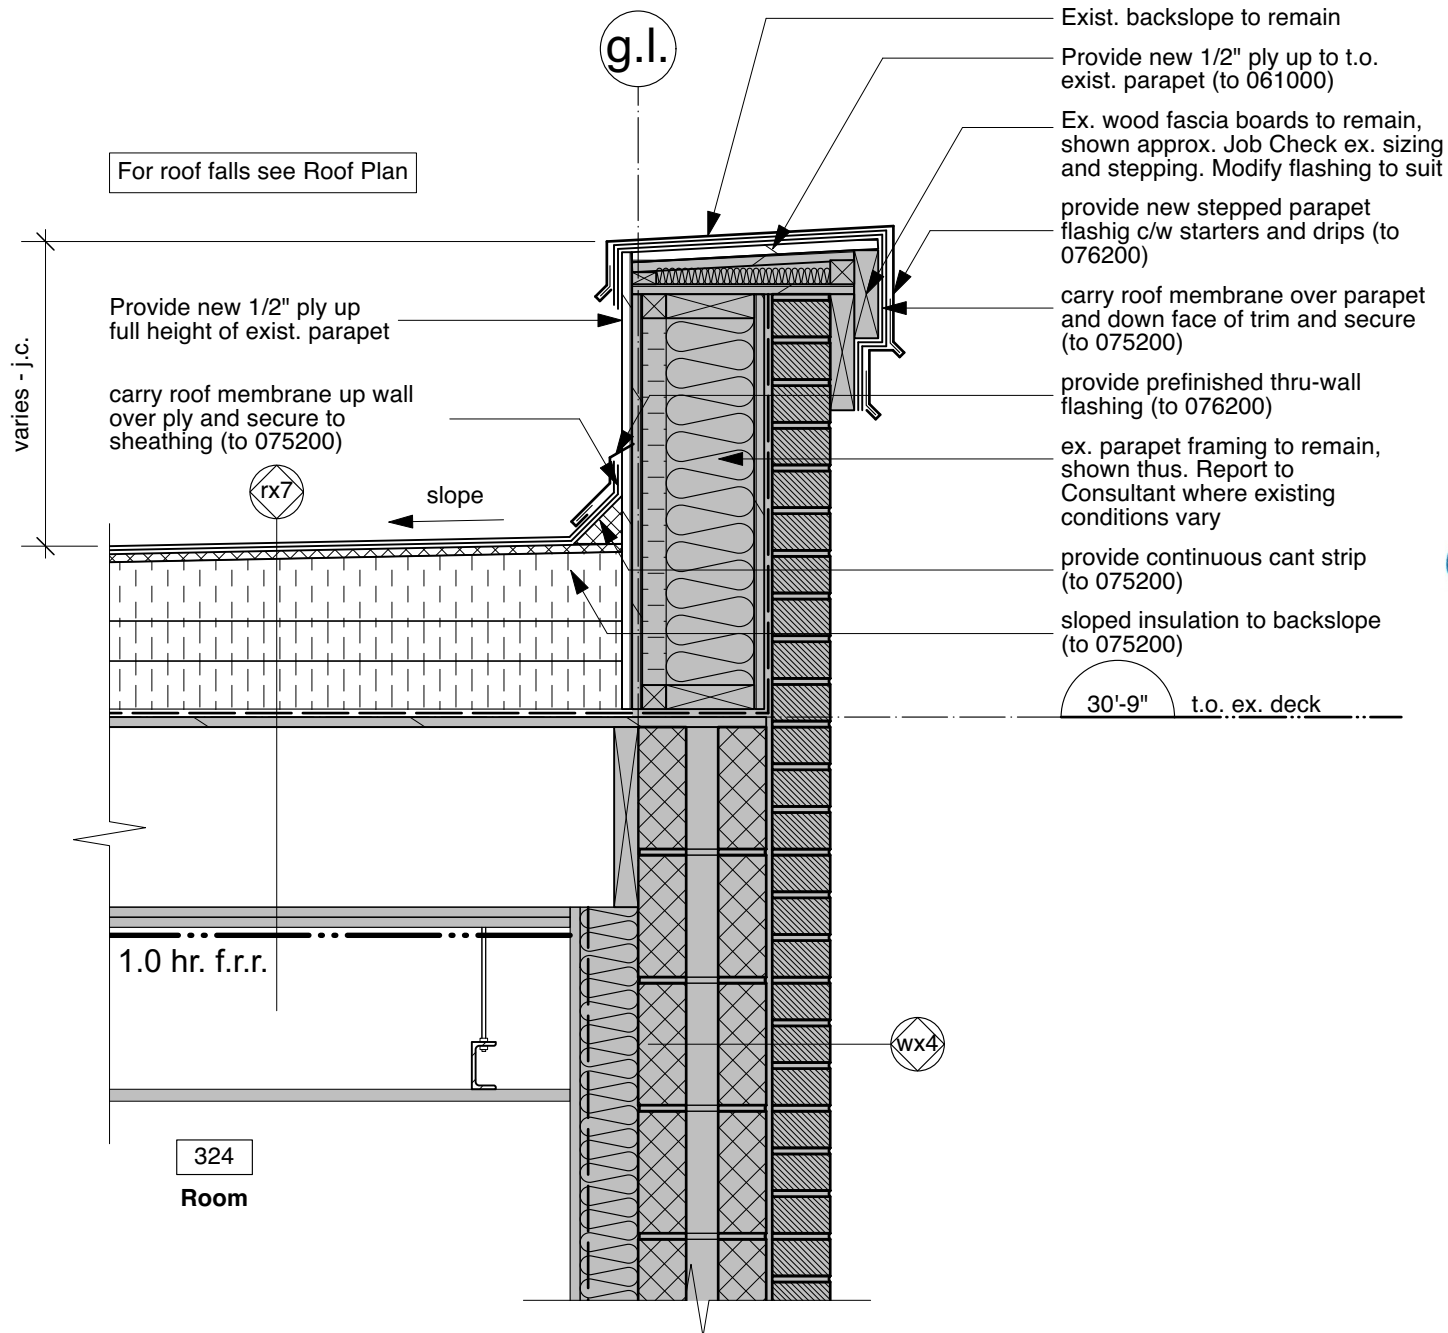 g.l.
For roof falls see Roof Plan
varies - j.c.
Provide new 1/2" ply up
full height of exist. parapet
carry roof membrane up wall
over ply and secure to
sheathing (to 075200)
rx7
slope
Exist. backslope to remain
Provide new 1/2" ply up to t.o.
exist. parapet (to 061000)
Ex. wood fascia boards to remain,
shown approx. Job Check ex. sizing
and stepping. Modify flashing to suit
provide new stepped parapet
flashig c/w starters and drips (to
076200)
carry roof membrane over parapet
and down face of trim and secure
(to 075200)
provide prefinished thru-wall
flashing (to 076200)
ex. parapet framing to remain,
shown thus. Report to
Consultant where existing
conditions vary
provide continuous cant strip
(to 075200)
sloped insulation to backslope
(to 075200)
30'-9" t.o. ex. deck
1.0 hr. f.r.r.
wx4
324
Room